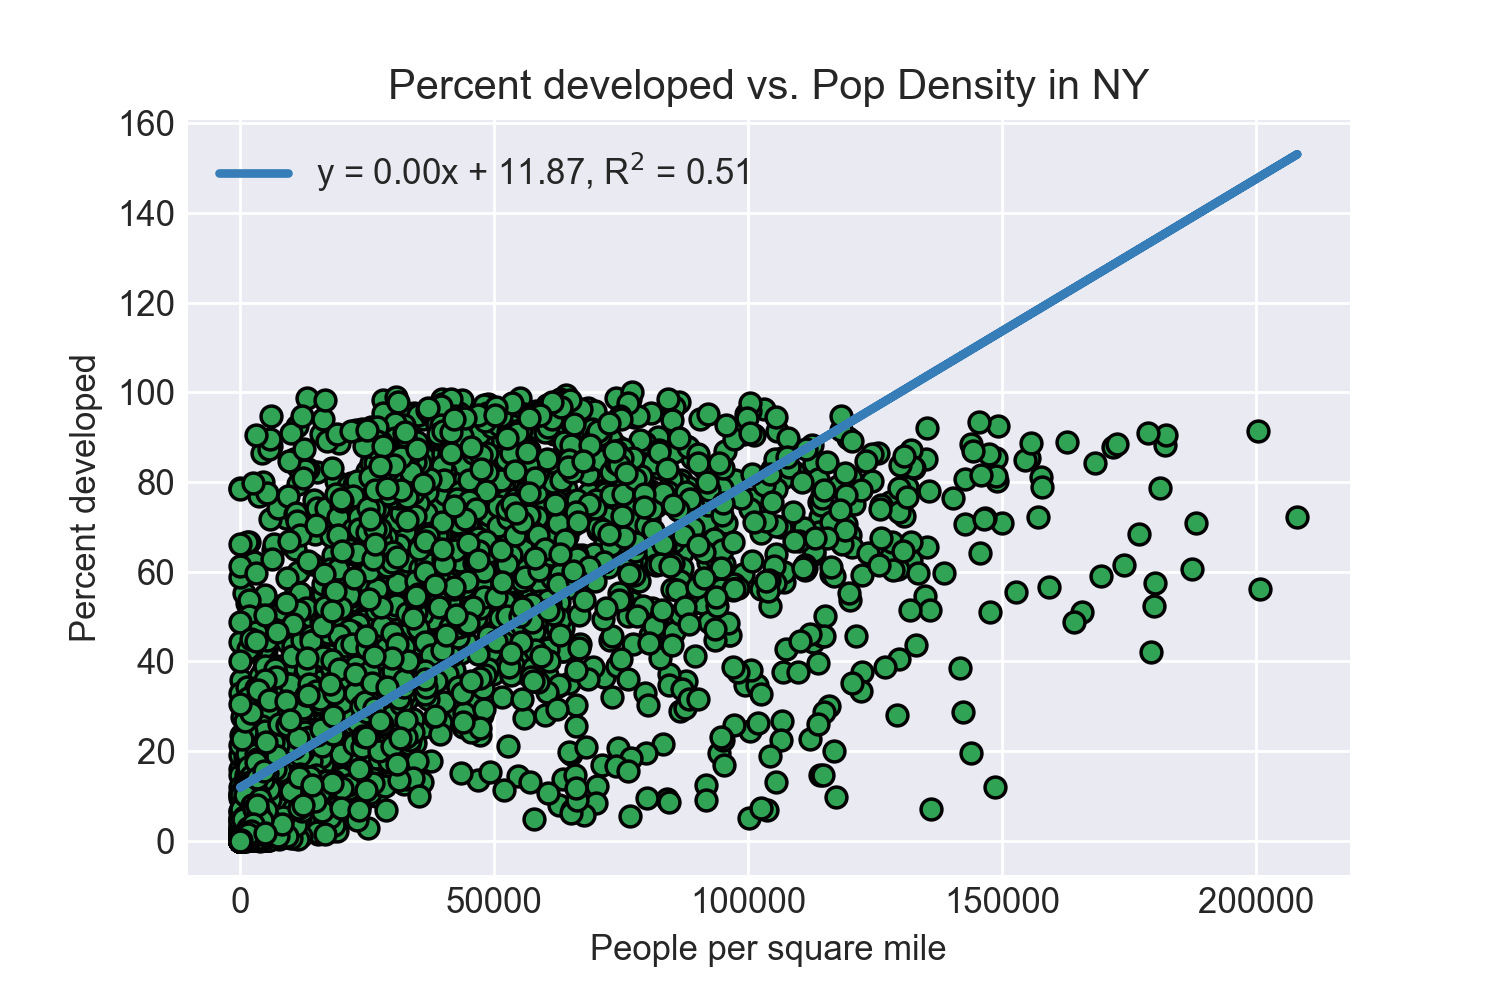 Percent developed vs. Pop Density in NY
y = 0.00x + 11.87, R² = 0.51
160
140
120
100
80
60
40
20
0
Percent developed
0 50000 100000 150000 200000
People per square mile